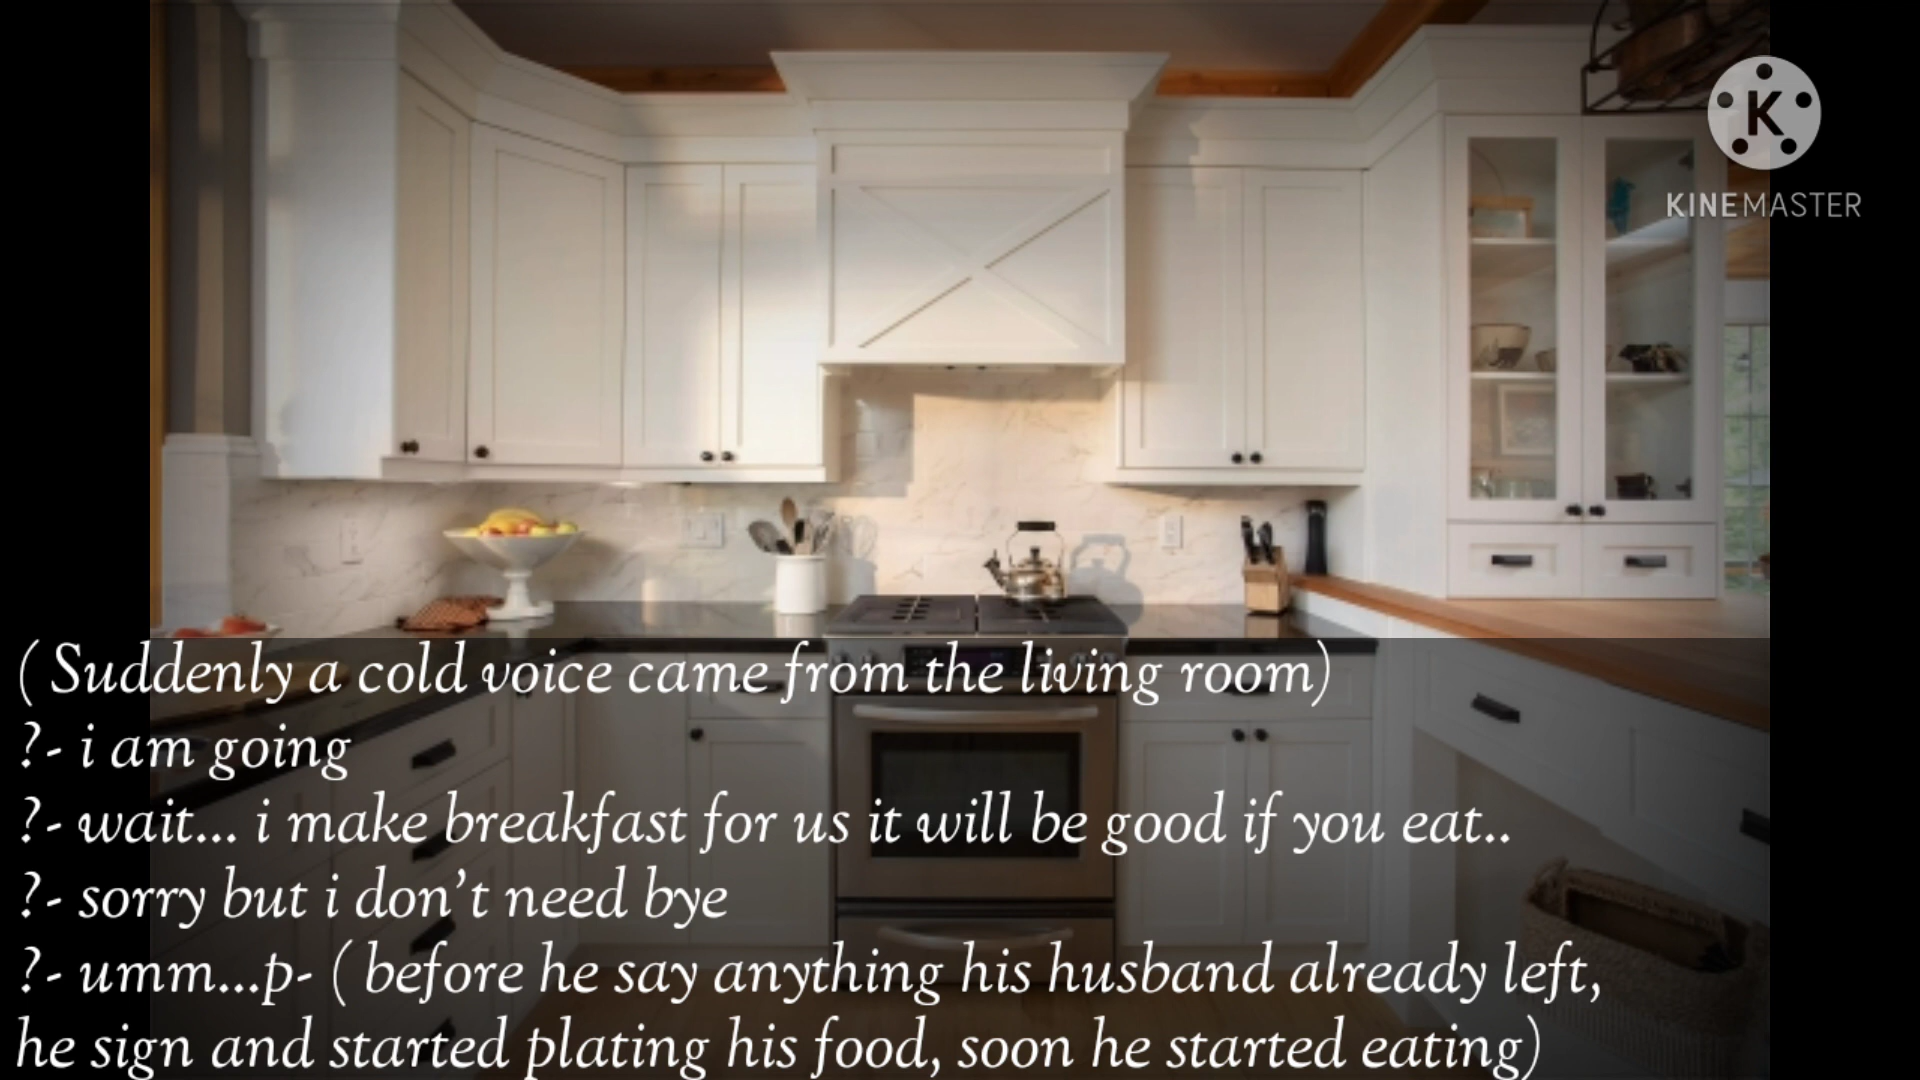 K
KINEMASTER
( Suddenly a cold voice came from the living room)
?- i am going
?- wait... i make breakfast for us it will be good if you eat..
?- sorry but i don't need bye
?- umm...p- ( before he say anything his husband already left,
he sign and started plating his food, soon he started eating)